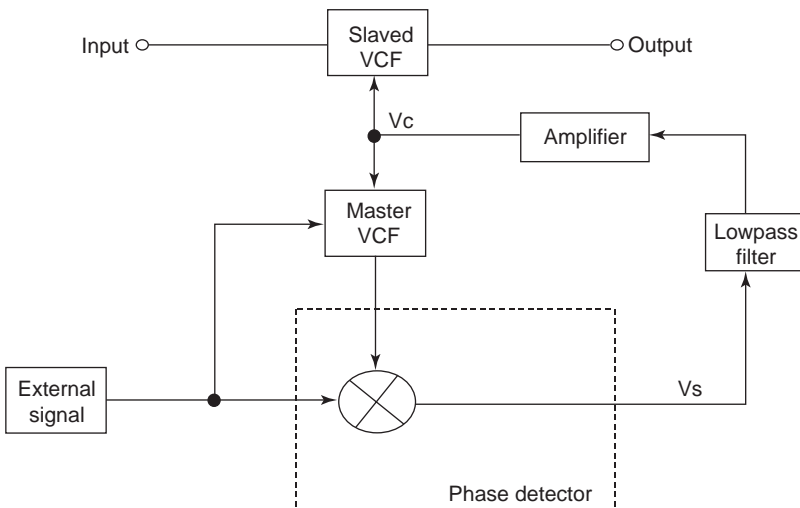 Input
Slaved
VCF
Output
Vc
Amplifier
Master
VCF
Lowpass
filter
External
signal
Vs
Phase detector